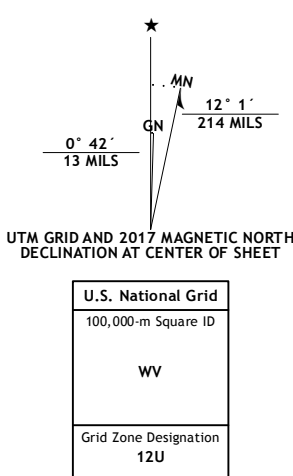 MN
GN
12° 1´
214 MILS
0° 42´
13 MILS
UTM GRID AND 2017 MAGNETIC NORTH
DECLINATION AT CENTER OF SHEET
U.S. National Grid
100,000-m Square ID
WV
Grid Zone Designation
12U